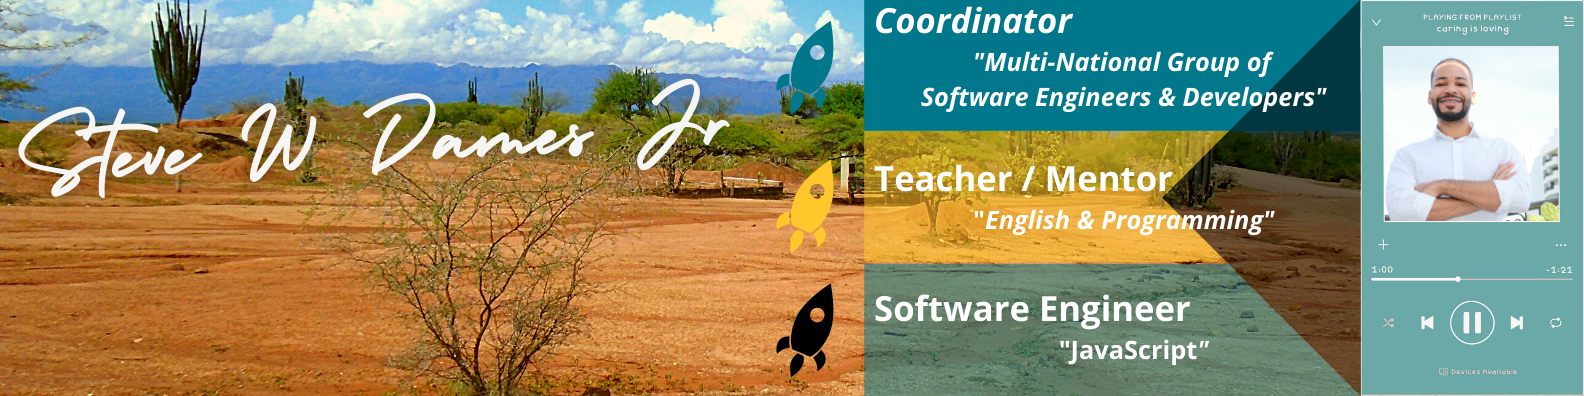 Steve W Dames Jr
Coordinator
"Multi-National Group of
Software Engineers & Developers"
Teacher / Mentor
"English & Programming"
Software Engineer
"JavaScript"
PLAYING FROM PLAYLIST
caring is loving
1:00
-1:21
Devices Available